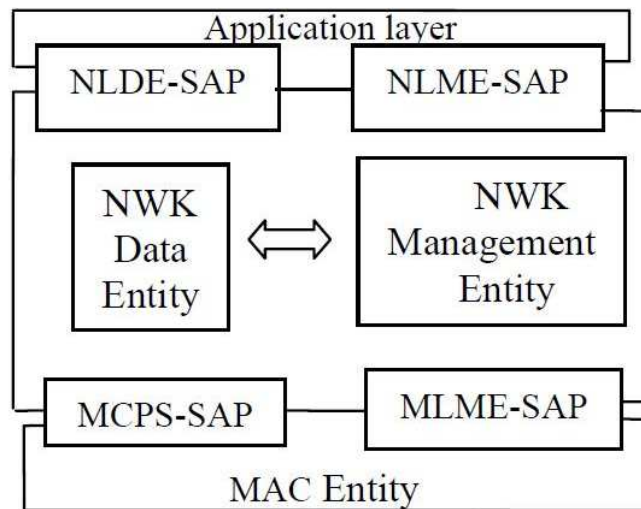 Application layer
NLDE-SAP
NLME-SAP
NWK
Data
Entity
NWK
Management
Entity
MCPS-SAP
MLME-SAP
MAC Entity